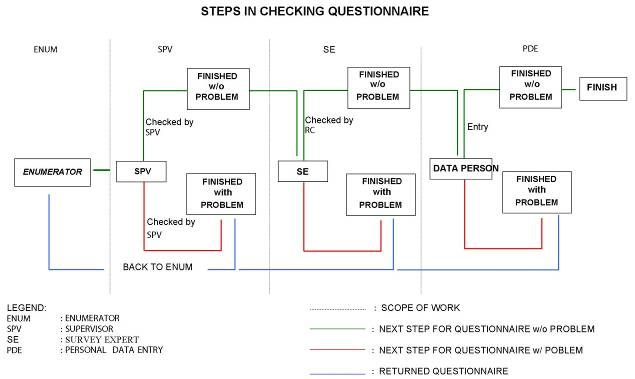 STEPS IN CHECKING QUESTIONNAIRE
ENUM
SPV
SE
PDE
FINISHED
w/o
PROBLEM
FINISHED
w/o
PROBLEM
FINISHED
w/o
PROBLEM
FINISH
Checked by
SPV
Checked by
RC
Entry
ENUMERATOR
SPV
SE
DATA PERSON
FINISHED
with
PROBLEM
FINISHED
with
PROBLEM
FINISHED
with
PROBLEM
Checked by
SPV
BACK TO ENUM
LEGEND:
ENUM : ENUMERATOR
SPV : SUPERVISOR
SE : SURVEY EXPERT
PDE : PERSONAL DATA ENTRY
: SCOPE OF WORK
: NEXT STEP FOR QUESTIONNAIRE w/o PROBLEM
: NEXT STEP FOR QUESTIONNAIRE w/ POBLEM
: RETURNED QUESTIONNAIRE